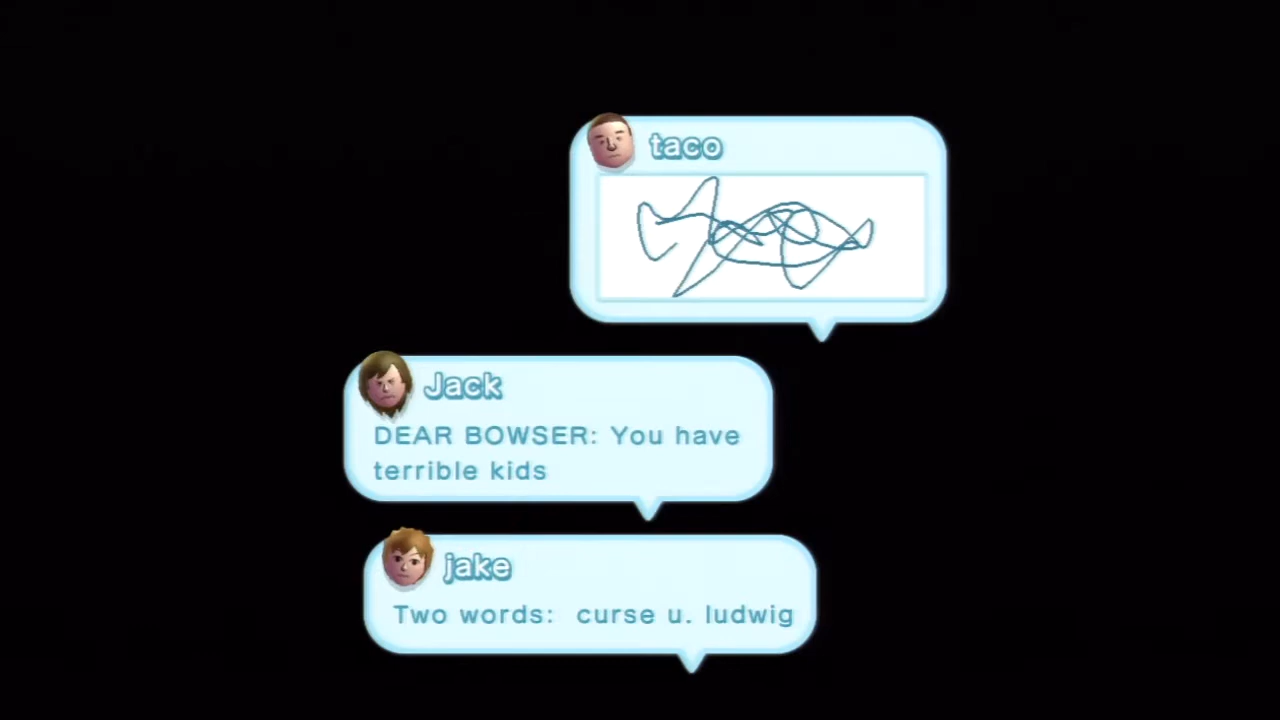 taco
Jack
DEAR BOWSER: You have
terrible kids
jake
Two words: curse u. ludwig